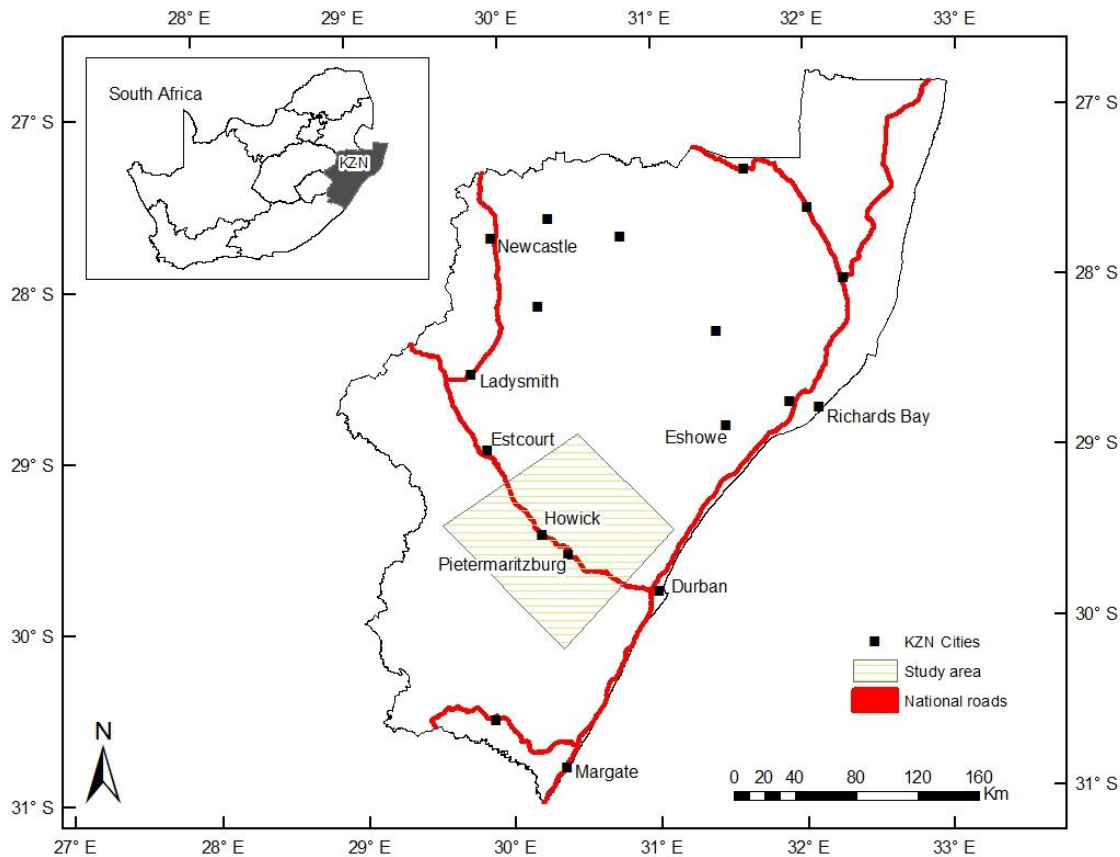 28° E 29° E 30° E 31° E 32° E 33° E
South Africa
KZN
27° S
27° S
Newcastle
28° S
28° S
Ladysmith
Richards Bay
Estcourt
Eshowe
29° S
29° S
Howick
Pietermaritzburg
Durban
30° S
30° S
KZN Cities
Study area
National roads
N
Margate
0 20 40 80 120 160
Km
31° S
31° S
27° E 28° E 29° E 30° E 31° E 32° E 33° E